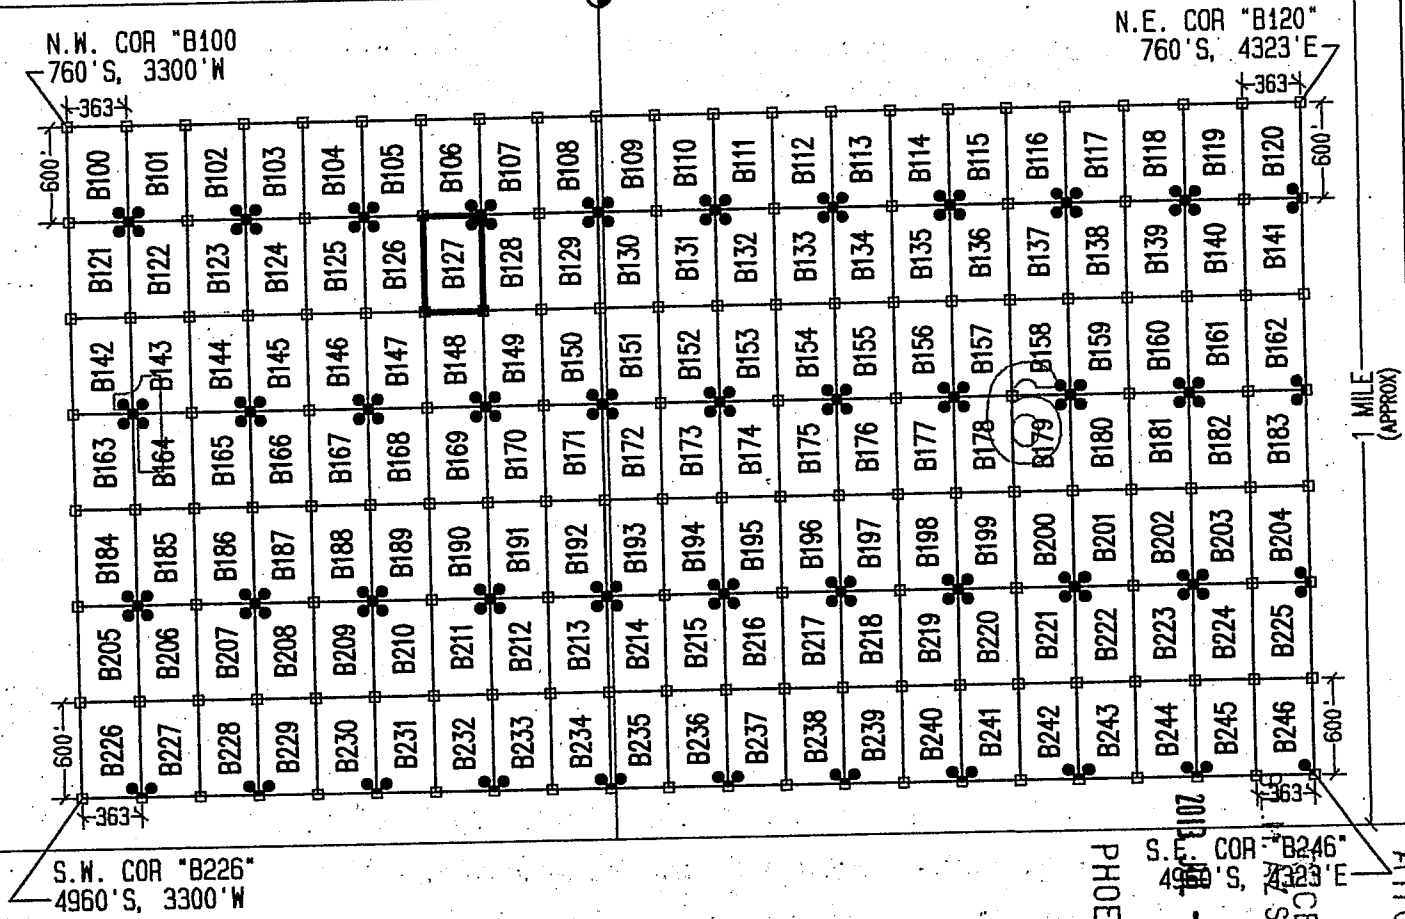 N.W. COR "B100
760'S, 3300'W
N.E. COR "B120"
760'S, 4323'E
363
363
600'
B100 B101 B102 B103 B104 B105 B106 B107 B108 B109 B110 B111 B112 B113 B114 B115 B116 B117 B118 B119 B120
600'
B121 B122 B123 B124 B125 B126 B127 B128 B129 B130 B131 B132 B133 B134 B135 B136 B137 B138 B139 B140 B141
B142 B143 B144 B145 B146 B147 B148 B149 B150 B151 B152 B153 B154 B155 B156 B157 B158 B159 B160 B161 B162
6
1 MILE
(APPROX)
B163 B164 B165 B166 B167 B168 B169 B170 B171 B172 B173 B174 B175 B176 B177 B178 B179 B180 B181 B182 B183
B184 B185 B186 B187 B188 B189 B190 B191 B192 B193 B194 B195 B196 B197 B198 B199 B200 B201 B202 B203 B204
B205 B206 B207 B208 B209 B210 B211 B212 B213 B214 B215 B216 B217 B218 B219 B220 B221 B222 B223 B224 B225
600'
B226 B227 B228 B229 B230 B231 B232 B233 B234 B235 B236 B237 B238 B239 B240 B241 B242 B243 B244 B245 B246
600'
363
363
S.W. COR "B226"
4960'S, 3300'W
S.E. COR "B246"
4960'S, 4323'E
2013
PHOE